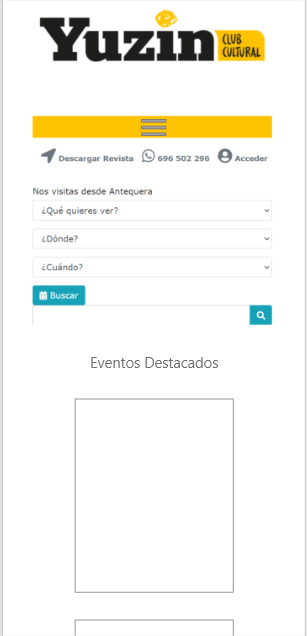 Yuzin
CLUB
CULTURAL
Descargar Revista 696 502 296 Acceder
Nos visitas desde Antequera
¿Qué quieres ver?
¿Dónde?
¿Cuándo?
Buscar
Eventos Destacados